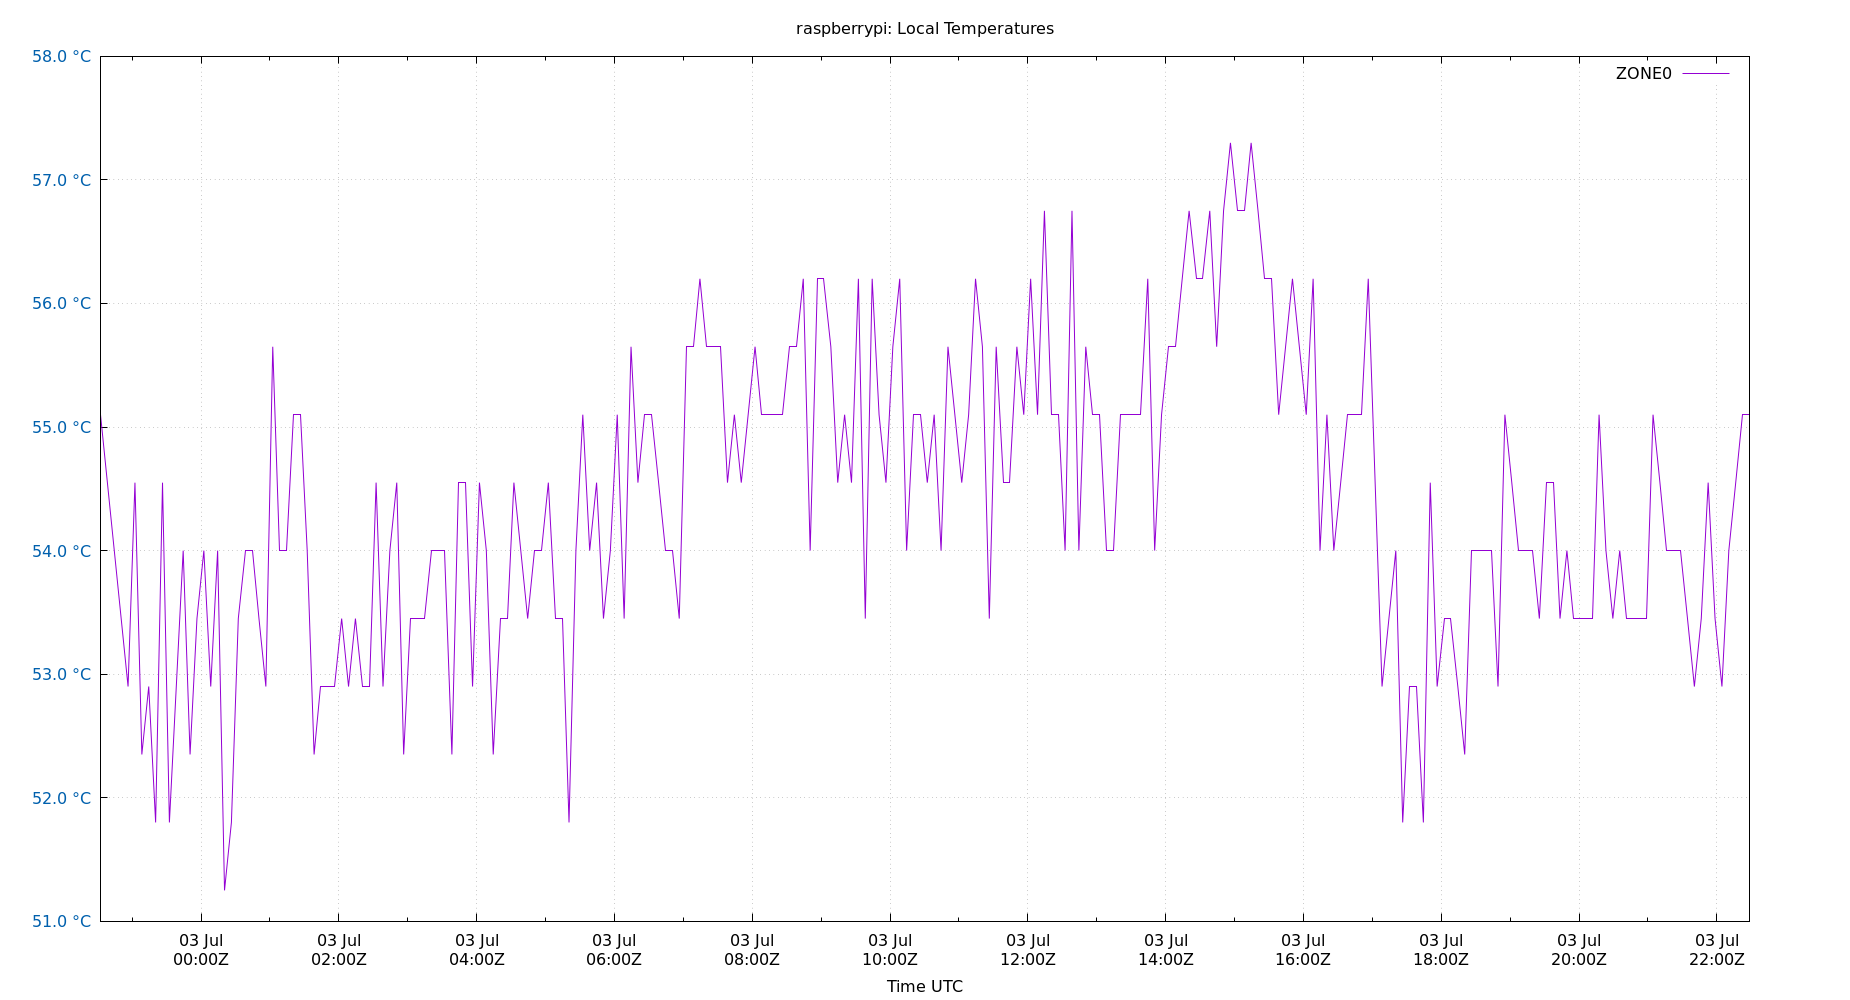 raspberrypi: Local Temperatures
58.0 °C
57.0 °C
56.0 °C
55.0 °C
54.0 °C
53.0 °C
52.0 °C
51.0 °C
ZONE0
03 Jul 03 Jul 03 Jul 03 Jul 03 Jul 03 Jul 03 Jul 03 Jul 03 Jul 03 Jul 03 Jul 03 Jul
00:00Z 02:00Z 04:00Z 06:00Z 08:00Z 10:00Z 12:00Z 14:00Z 16:00Z 18:00Z 20:00Z 22:00Z
Time UTC